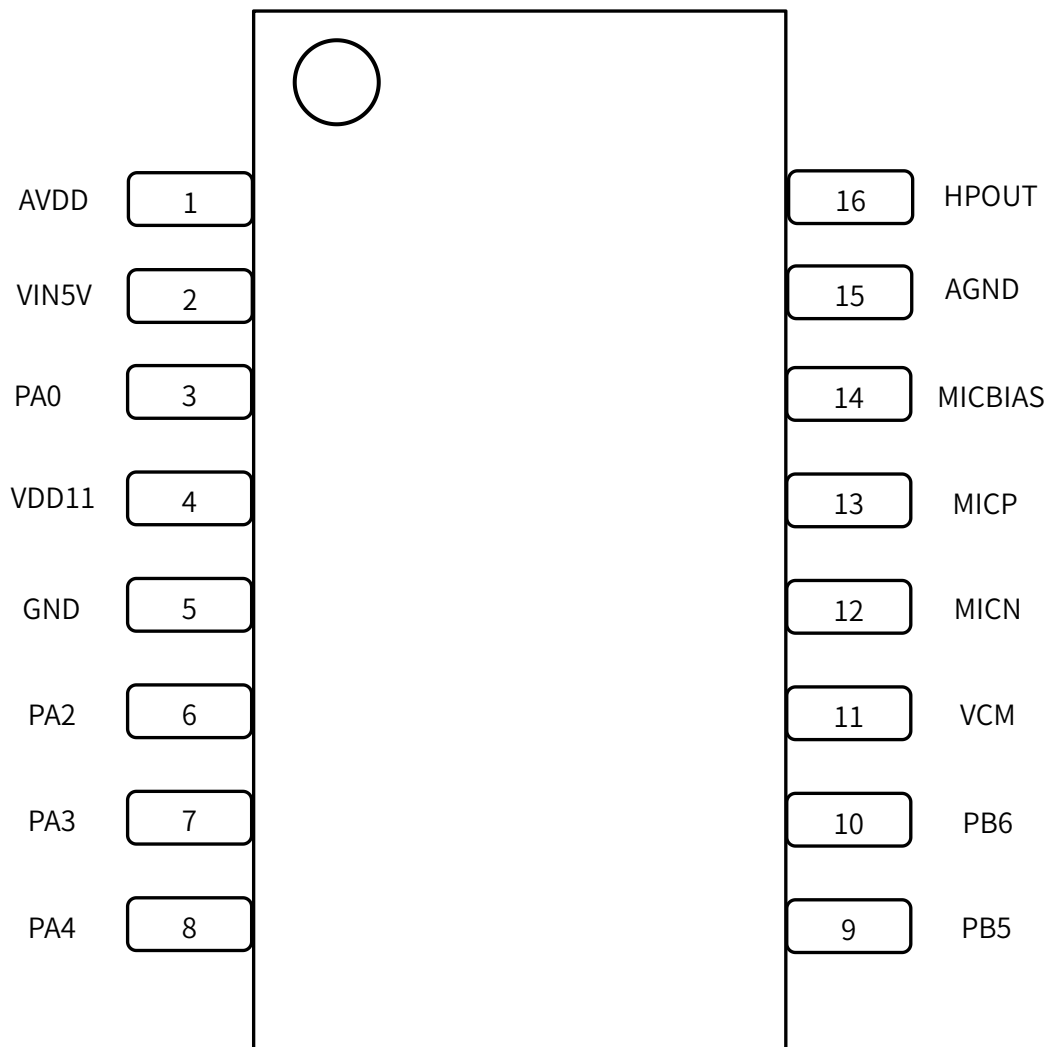 AVDD 1 16 HPOUT
VIN5V 2 15 AGND
PA0 3 14 MICBIAS
VDD11 4 13 MICP
GND 5 12 MICN
PA2 6 11 VCM
PA3 7 10 PB6
PA4 8 9 PB5